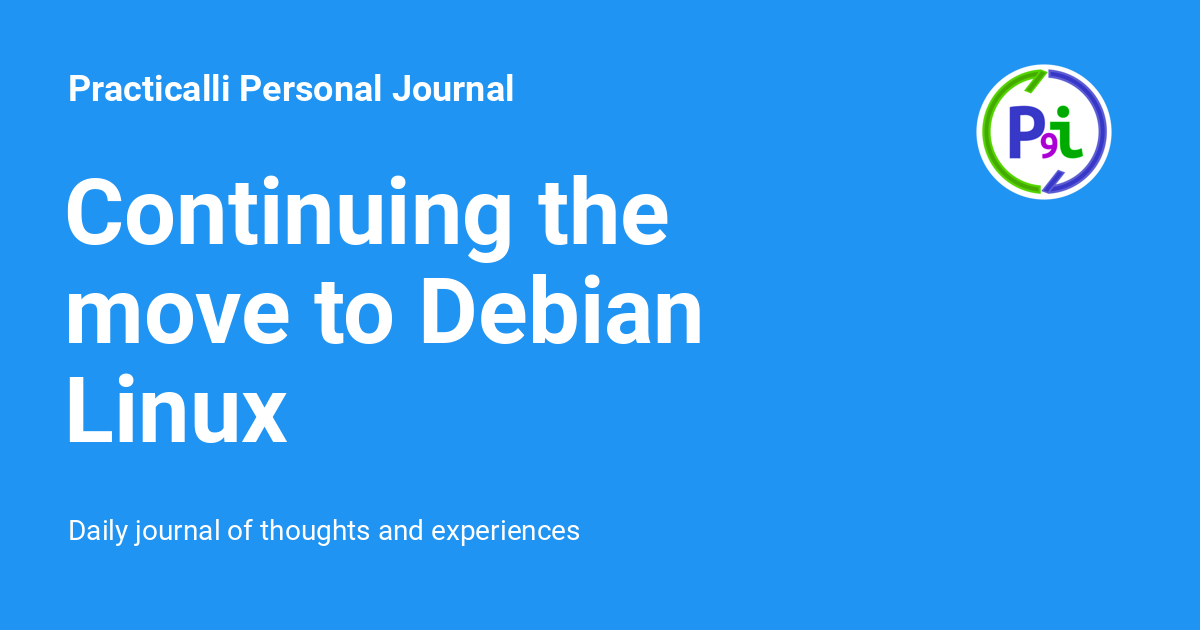 Practicalli Personal Journal
P9i
Continuing the
move to Debian
Linux
Daily journal of thoughts and experiences